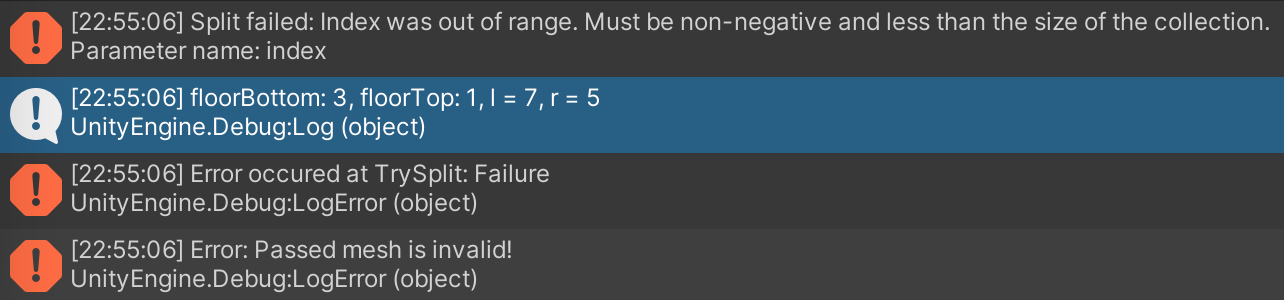 [22:55:06] Split failed: Index was out of range. Must be non-negative and less than the size of the collection.
Parameter name: index
[22:55:06] floorBottom: 3, floorTop: 1, l = 7, r = 5
UnityEngine.Debug:Log (object)
[22:55:06] Error occured at TrySplit: Failure
UnityEngine.Debug:LogError (object)
[22:55:06] Error: Passed mesh is invalid!
UnityEngine.Debug:LogError (object)